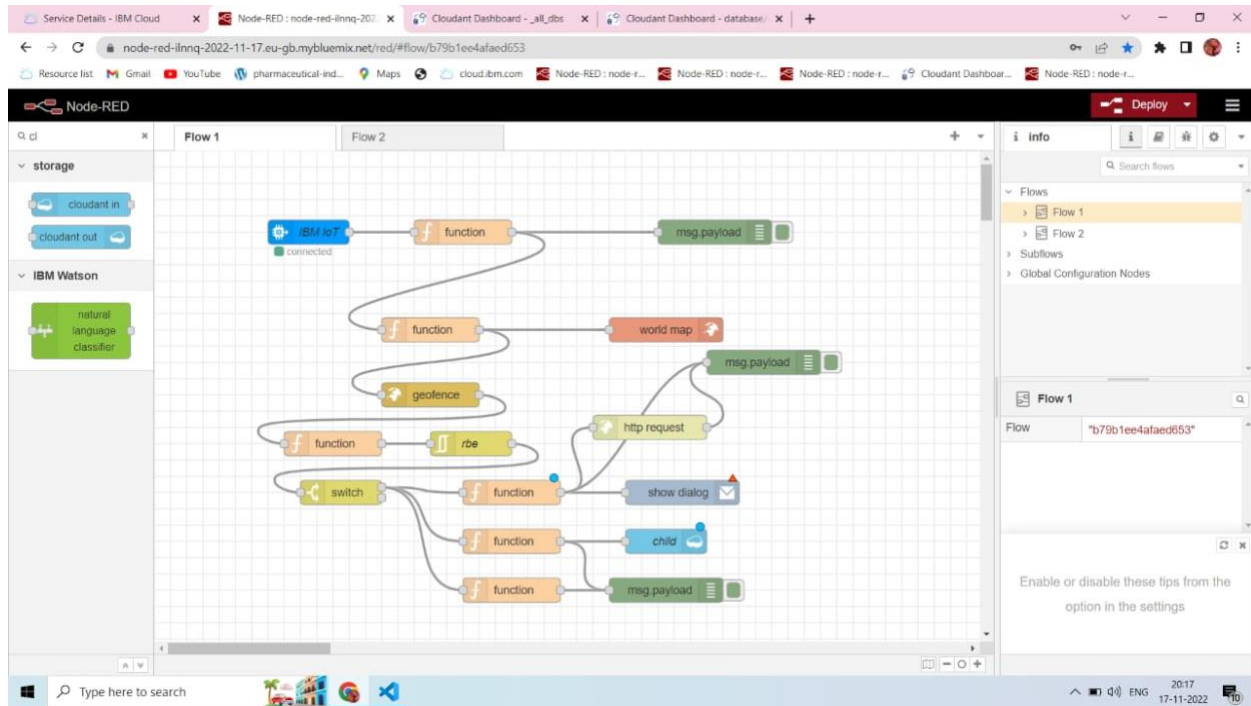 Service Details - IBM Cloud
Node-RED : node-red-ilnnq-202
Cloudant Dashboard - _all_dbs
Cloudant Dashboard - database/
node-red-ilnnq-2022-11-17.eu-gb.mybluemix.net/red/#flow/b79b1ee4afaed653
Resource list
Gmail
YouTube
pharmaceutical-ind...
Maps
cloud.ibm.com
Node-RED : node-r...
Node-RED : node-r...
Node-RED : node-r...
Cloudant Dashboar...
Node-RED : node-r...
Node-RED
Deploy
cl
Flow 1
Flow 2
info
storage
Search flows
cloudant in
cloudant out
IBM Watson
natural
language
classifier
IBM IoT
connected
function
msg.payload
function
world map
msg.payload
geofence
http request
function
rbe
switch
function
show dialog
function
child
function
msg.payload
Flows
Flow 1
Flow 2
Subflows
Global Configuration Nodes
Flow 1
Flow
"b79b1ee4afaed653"
Enable or disable these tips from the
option in the settings
Type here to search
ENG
20:17
17-11-2022
10